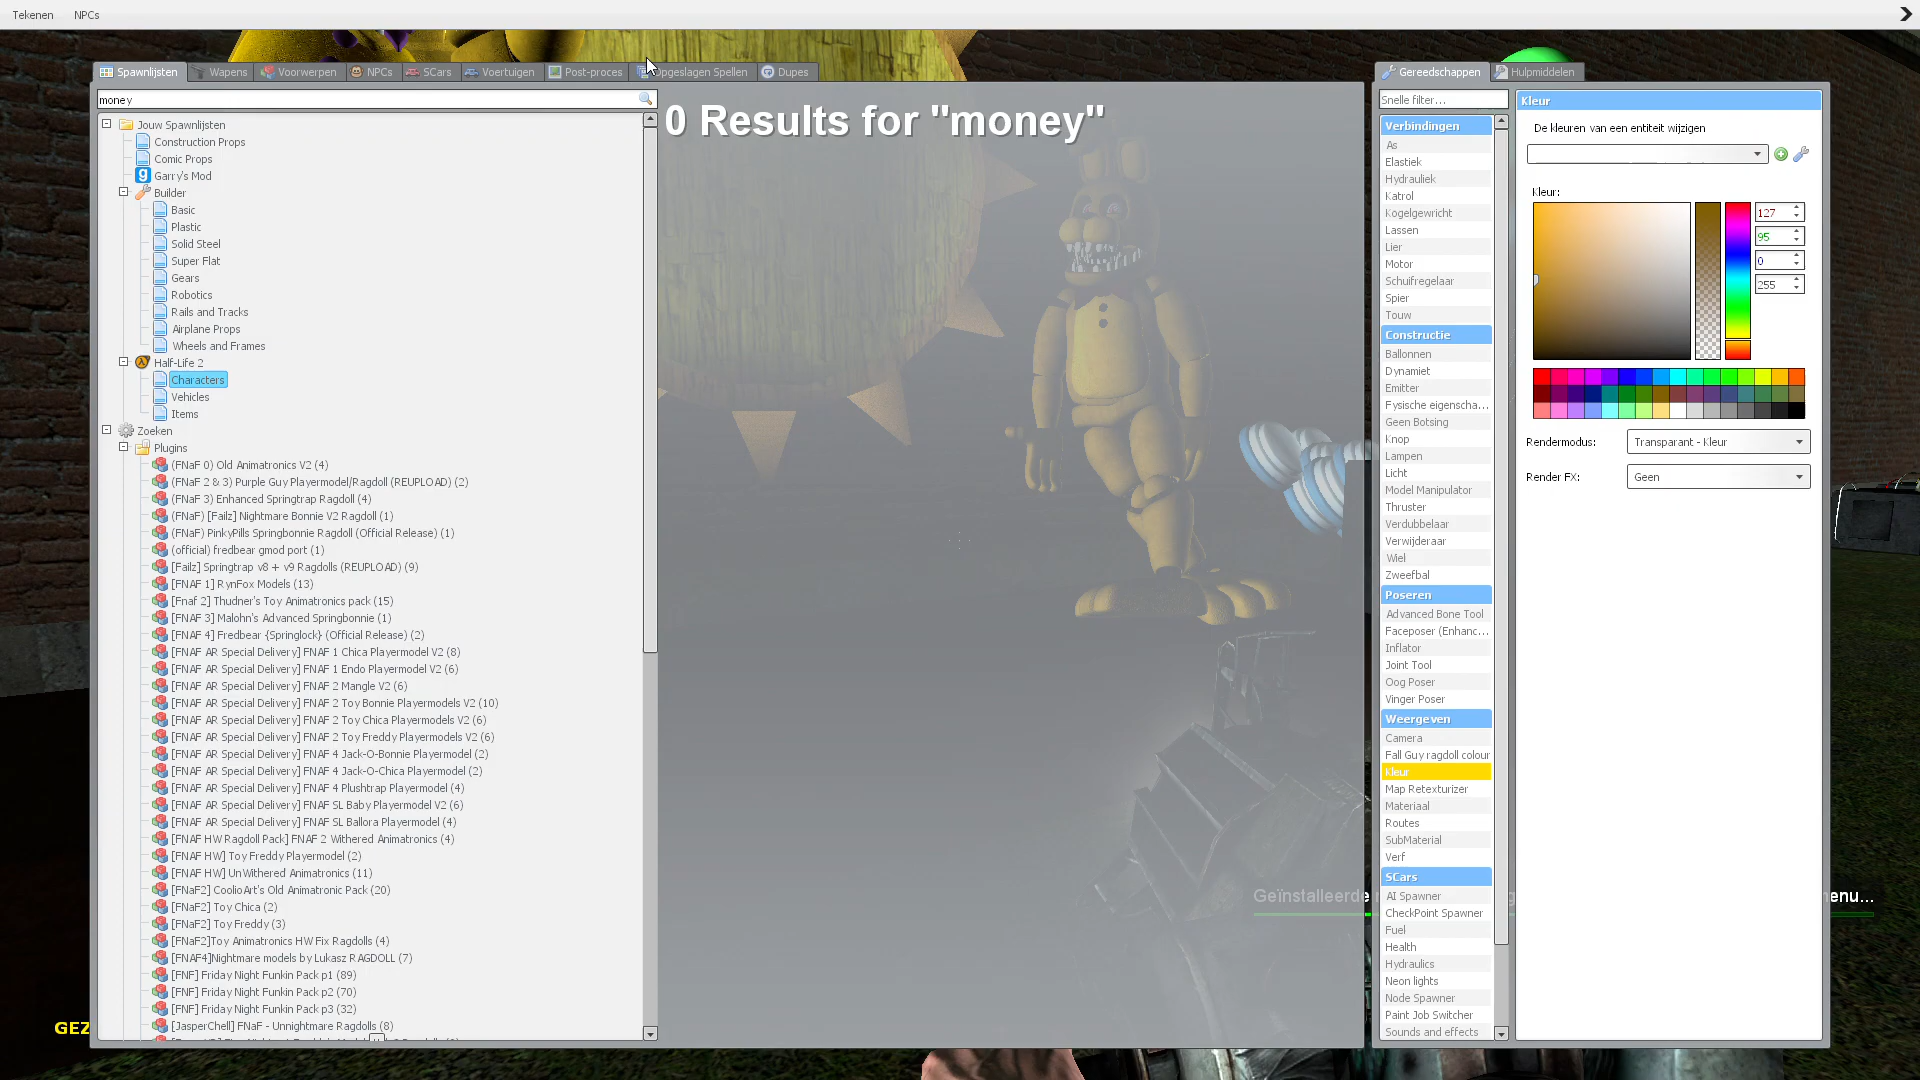 Tekenen NPCs
Spawnlijsten Wapens Voorwerpen NPCs SCars Voertuigen Post-proces Opgeslagen Spellen Dupes
money
0 Results for "money"
Jouw Spawnlijsten
Construction Props
Comic Props
Garry's Mod
Builder
Basic
Plastic
Solid Steel
Super Flat
Gears
Robotics
Rails and Tracks
Airplane Props
Wheels and Frames
Half-Life 2
Characters
Vehicles
Items
Zoeken
Plugins
(FNaF 0) Old Animatronics V2 (4)
(FNaF 2 & 3) Purple Guy Playermodel/Ragdoll (REUPLOAD) (2)
(FNaF 3) Enhanced Springtrap Ragdoll (4)
(FNaF) [Failz] Nightmare Bonnie V2 Ragdoll (1)
(FNaF) PinkyPills Springbonnie Ragdoll (Official Release) (1)
(official) fredbear gmod port (1)
[Failz] Springtrap v8 + v9 Ragdolls (REUPLOAD) (9)
[FNAF 1] RynFox Models (13)
[Fnaf 2] Thudner's Toy Animatronics pack (15)
[FNAF 3] Malohn's Advanced Springbonnie (1)
[FNAF 4] Fredbear {Springlock} (Official Release) (2)
[FNAF AR Special Delivery] FNAF 1 Chica Playermodel V2 (8)
[FNAF AR Special Delivery] FNAF 1 Endo Playermodel V2 (6)
[FNAF AR Special Delivery] FNAF 2 Mangle V2 (6)
[FNAF AR Special Delivery] FNAF 2 Toy Bonnie Playermodels V2 (10)
[FNAF AR Special Delivery] FNAF 2 Toy Chica Playermodels V2 (6)
[FNAF AR Special Delivery] FNAF 2 Toy Freddy Playermodels V2 (6)
[FNAF AR Special Delivery] FNAF 4 Jack-O-Bonnie Playermodel (2)
[FNAF AR Special Delivery] FNAF 4 Jack-O-Chica Playermodel (2)
[FNAF AR Special Delivery] FNAF 4 Plushtrap Playermodel (4)
[FNAF AR Special Delivery] FNAF SL Baby Playermodel V2 (6)
[FNAF AR Special Delivery] FNAF SL Ballora Playermodel (4)
[FNAF HW Ragdoll Pack] FNAF 2 Withered Animatronics (4)
[FNAF HW] Toy Freddy Playermodel (2)
[FNAF HW] UnWithered Animatronics (11)
[FNaF2] CoolioArt's Old Animatronic Pack (20)
[FNaF2] Toy Chica (2)
[FNaF2] Toy Freddy (3)
[FNaF2]Toy Animatronics HW Fix Ragdolls (4)
[FNAF4]Nightmare models by Lukasz RAGDOLL (7)
[FNF] Friday Night Funkin Pack p1 (89)
[FNF] Friday Night Funkin Pack p2 (70)
[FNF] Friday Night Funkin Pack p3 (32)
[JasperChell] FNaF - Unnightmare Ragdolls (8)
GEZ
Geïnstalleerde
enu...
Gereedschappen Hulpmiddelen
Snelle filter...
Verbindingen
As
Elastiek
Hydrauliek
Katrol
Kogelgewricht
Lassen
Lier
Motor
Schuifregelaar
Spier
Touw
Constructie
Ballonnen
Dynamiet
Emitter
Fysische eigenscha...
Geen Botsing
Knop
Lampen
Licht
Model Manipulator
Thruster
Verdubbelaar
Verwijderaar
Wiel
Zweefbal
Poseren
Advanced Bone Tool
Faceposer (Enhanc...
Inflator
Joint Tool
Oog Poser
Vinger Poser
Weergeven
Camera
Fall Guy ragdoll colour
Kleur
Map Retexturizer
Materiaal
Routes
SubMaterial
Verf
SCars
AI Spawner
CheckPoint Spawner
Fuel
Health
Hydraulics
Neon lights
Node Spawner
Paint Job Switcher
Sounds and effects
Kleur
De kleuren van een entiteit wijzigen
Kleur:
127
95
0
255
Rendermodus: Transparant - Kleur
Render FX: Geen